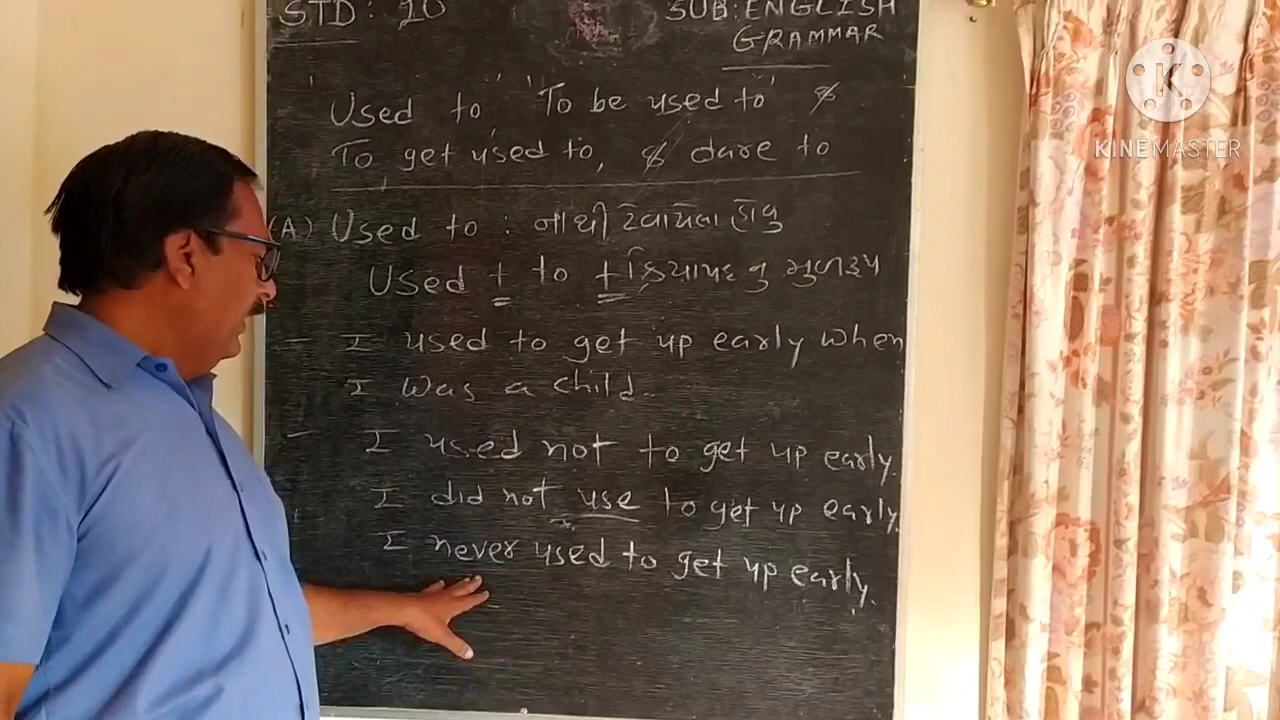 STD : 10
SUB: ENGLISH
GRAMMAR
'Used to', 'To be used to' &
To get used to, & dare to
(A) Used to :
Used + to + ક્રિયાપદ નુ મુળરૂપ
- I used to get up early when
I was a child.
- I used not to get up early.
I did not use to get up early.
I never used to get up early.
K
KINEMASTER